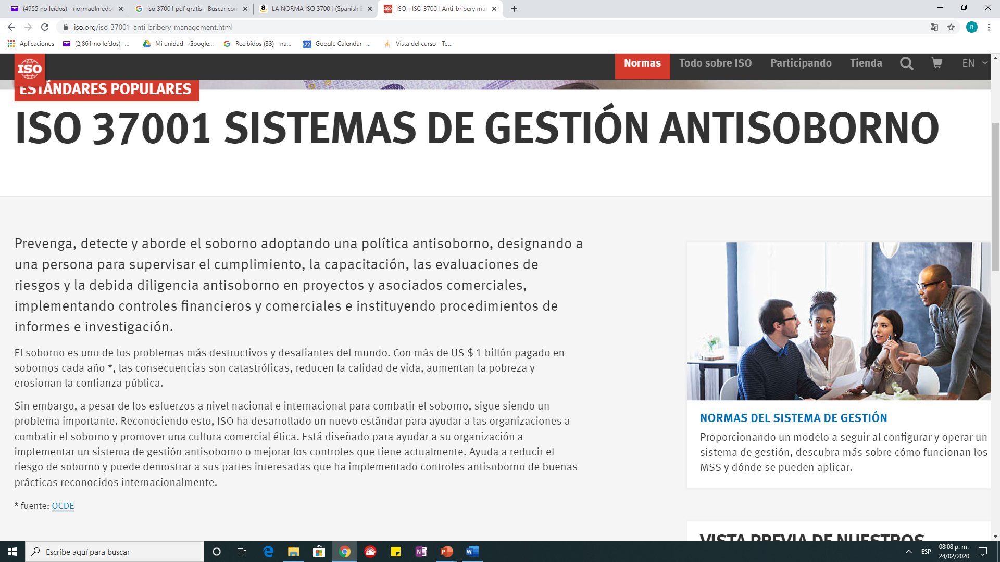 (4955 no leídos) - normaolmedo
iso 37001 pdf gratis - Buscar con
LA NORMA ISO 37001 (Spanish E
ISO - ISO 37001 Anti-bribery ma
iso.org/iso-37001-anti-bribery-management.html
n
Aplicaciones
(2,861 no leídos) -...
Mi unidad - Google...
Recibidos (33) - na...
22
Google Calendar -...
Vista del curso - Te...
ISO
Normas
Todo sobre ISO
Participando
Tienda
EN
ESTÁNDARES POPULARES
ISO 37001 SISTEMAS DE GESTIÓN ANTISOBORNO
Prevenga, detecte y aborde el soborno adoptando una política antisoborno, designando a
una persona para supervisar el cumplimiento, la capacitación, las evaluaciones de
riesgos y la debida diligencia antisoborno en proyectos y asociados comerciales,
implementando controles financieros y comerciales e instituyendo procedimientos de
informes e investigación.
El soborno es uno de los problemas más destructivos y desafiantes del mundo. Con más de US $ 1 billón pagado en
sobornos cada año *, las consecuencias son catastróficas, reducen la calidad de vida, aumentan la pobreza y
erosionan la confianza pública.
Sin embargo, a pesar de los esfuerzos a nivel nacional e internacional para combatir el soborno, sigue siendo un
problema importante. Reconociendo esto, ISO ha desarrollado un nuevo estándar para ayudar a las organizaciones a
combatir el soborno y promover una cultura comercial ética. Está diseñado para ayudar a su organización a
implementar un sistema de gestión antisoborno o mejorar los controles que tiene actualmente. Ayuda a reducir el
riesgo de soborno y puede demostrar a sus partes interesadas que ha implementado controles antisoborno de buenas
prácticas reconocidos internacionalmente.
* fuente: OCDE
NORMAS DEL SISTEMA DE GESTIÓN
Proporcionando un modelo a seguir al configurar y operar un
sistema de gestión, descubra más sobre cómo funcionan los
MSS y dónde se pueden aplicar.
VISTA PREVIA DE NUESTROS
Escribe aquí para buscar
ESP
08:08 p. m.
24/02/2020